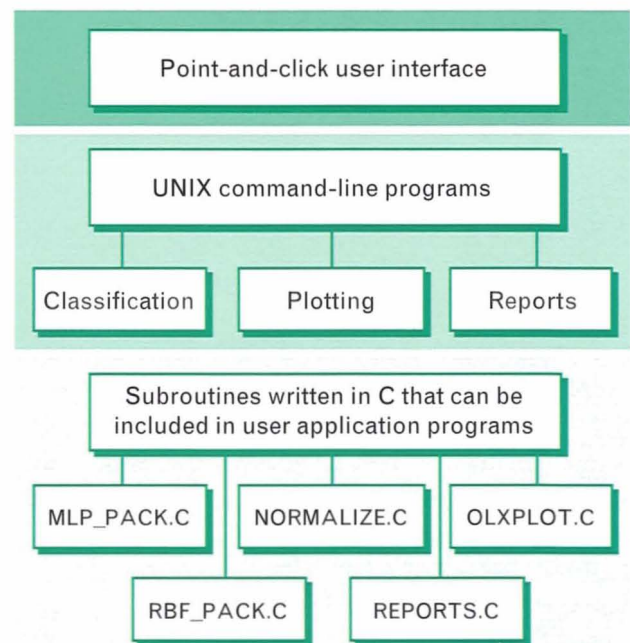 Point-and-click user interface
UNIX command-line programs
Classification
Plotting
Reports
Subroutines written in C that can be
included in user application programs
MLP_PACK.C
NORMALIZE.C
OLXPLOT.C
RBF_PACK.C
REPORTS.C